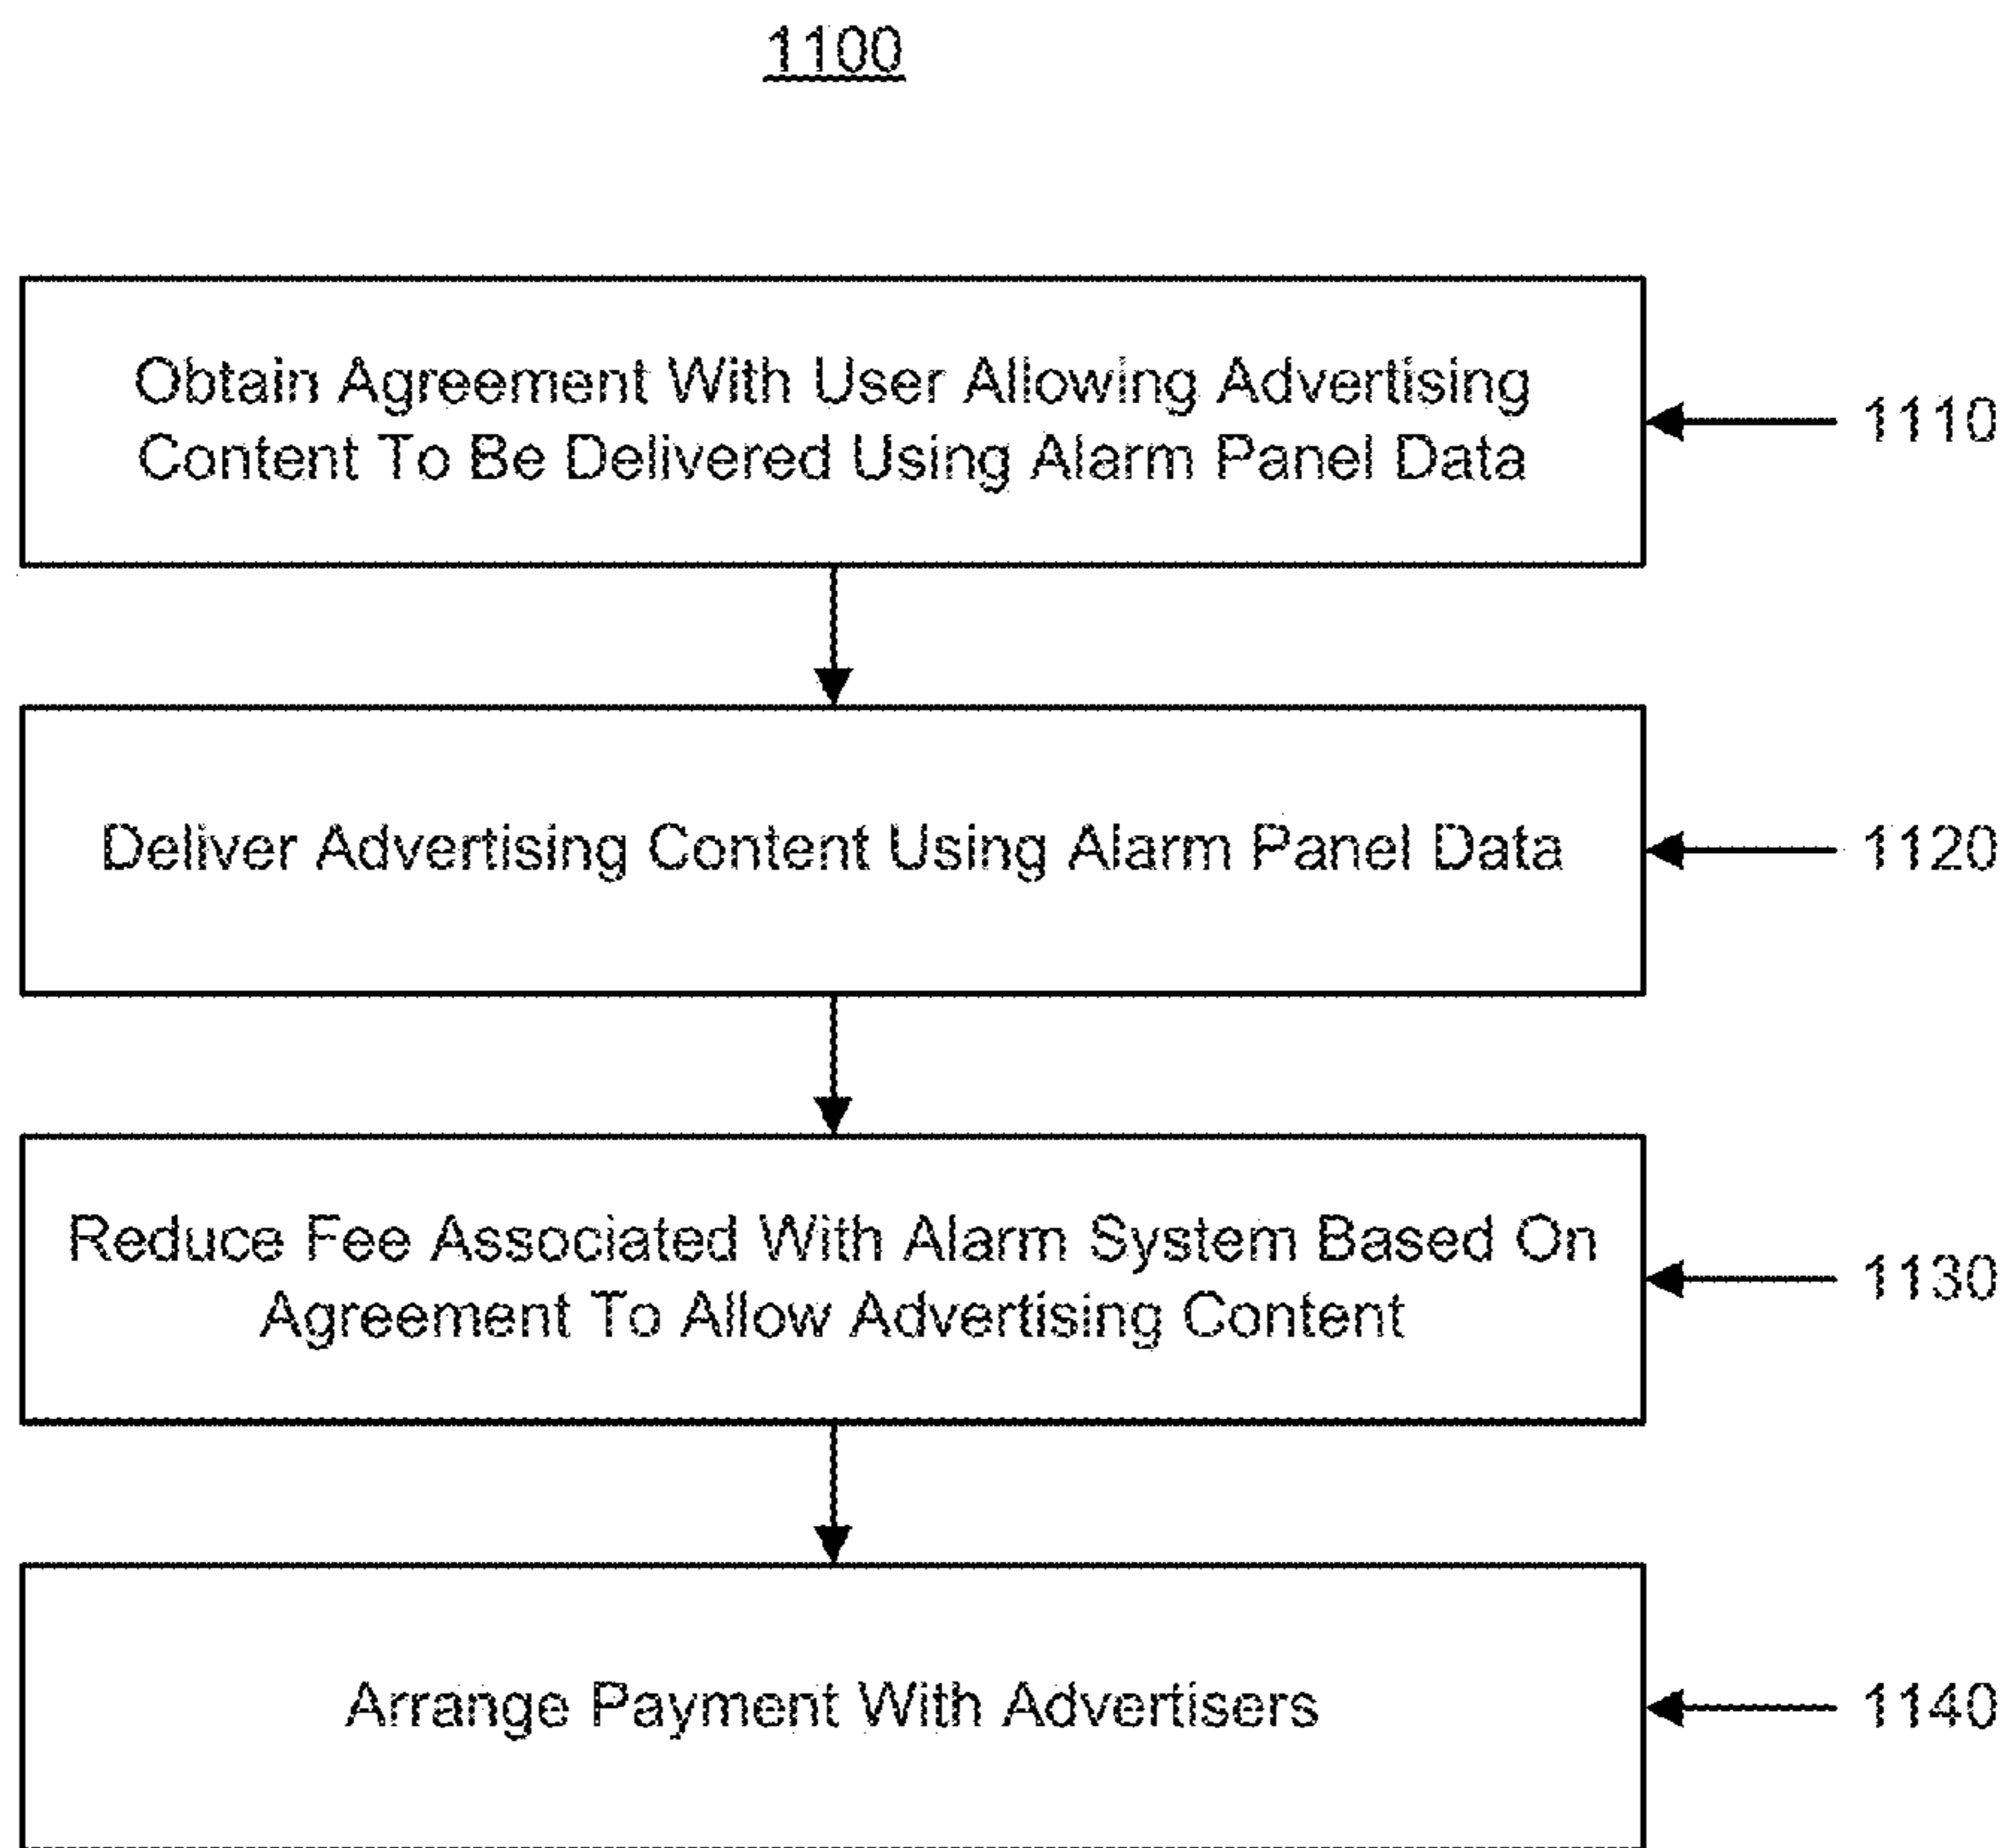 1100
Obtain Agreement With User Allowing Advertising
Content To Be Delivered Using Alarm Panel Data
1110
Deliver Advertising Content Using Alarm Panel Data
1120
Reduce Fee Associated With Alarm System Based On
Agreement To Allow Advertising Content
1130
Arrange Payment With Advertisers
1140